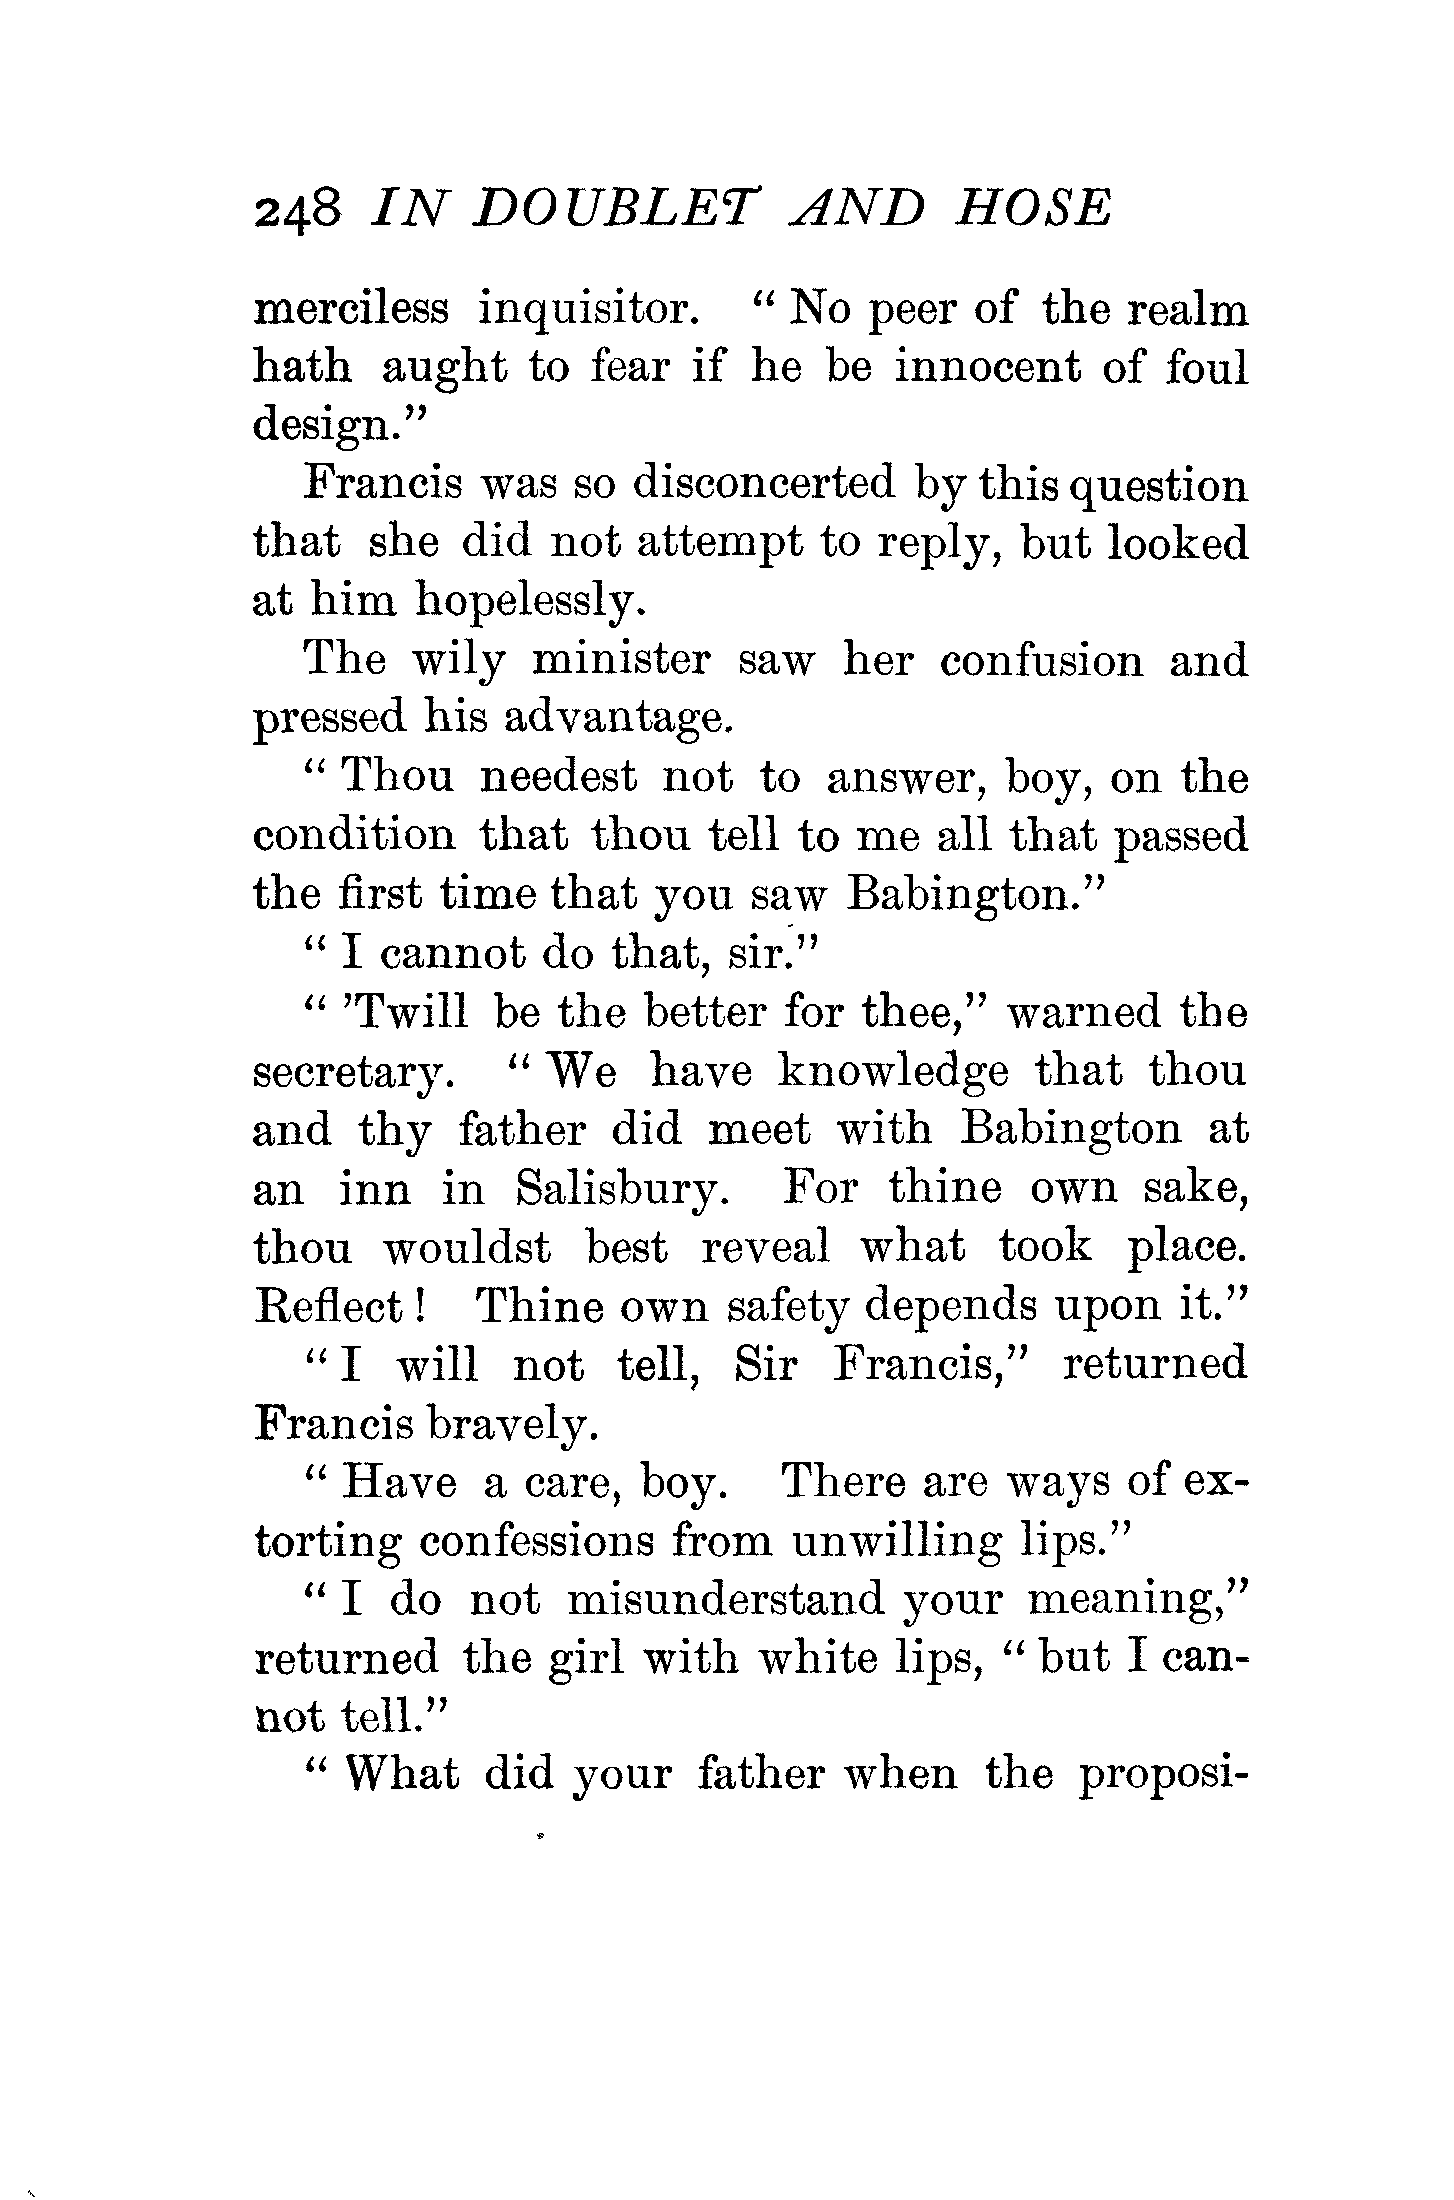 248 IN DOUBLET AND HOSE
merciless inquisitor. “ No peer of the realm
hath aught to fear if he be innocent of foul
design.”
Francis was so disconcerted by this question
that she did not attempt to reply, but looked
at him hopelessly.
The wily minister saw her confusion and
pressed his advantage.
“ Thou needest not to answer, boy, on the
condition that thou tell to me all that passed
the first time that you saw Babington.”
“ I cannot do that, sir.”
“ ’Twill be the better for thee,” warned the
secretary. “ We have knowledge that thou
and thy father did meet with Babington at
an inn in Salisbury. For thine own sake,
thou wouldst best reveal what took place.
Reflect ! Thine own safety depends upon it.”
“ I will not tell, Sir Francis,” returned
Francis bravely.
“ Have a care, boy. There are ways of ex-
torting confessions from unwilling lips.”
“ I do not misunderstand your meaning,”
returned the girl with white lips, “ but I can-
not tell.”
“ What did your father when the proposi-